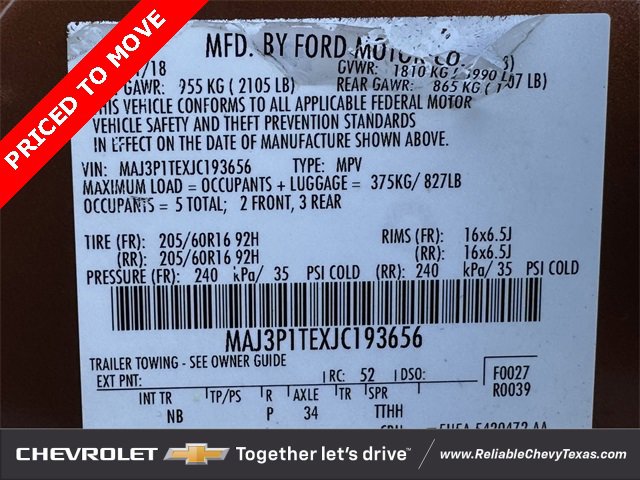 PRICED TO MOVE
MFD. BY FORD MOTOR CO.
/18
GVWR: 1810 KG
GAWR: 955 KG ( 2105 LB)
REAR GAWR: 865 KG
THIS VEHICLE CONFORMS TO ALL APPLICABLE FEDERAL MOTOR
VEHICLE SAFETY AND THEFT PREVENTION STANDARDS
IN EFFECT ON THE DATE OF MANUFACTURE SHOWN ABOVE.
VIN: MAJ3P1TEXJC193656 TYPE: MPV
MAXIMUM LOAD = OCCUPANTS + LUGGAGE = 375KG/ 827LB
OCCUPANTS = 5 TOTAL; 2 FRONT, 3 REAR
TIRE (FR): 205/60R16 92H RIMS (FR): 16x6.5J
(RR): 205/60R16 92H (RR): 16x6.5J
PRESSURE (FR): 240 kPa/ 35 PSI COLD (RR): 240 kPa/ 35 PSI COLD
MAJ3P1TEXJC193656
TRAILER TOWING - SEE OWNER GUIDE
EXT PNT: RC: 52 DSO: F0027
R0039
INT TR TP/PS R AXLE TR SPR
NB P 34 TTHH
CHEVROLET Together let's drive™ www.ReliableChevyTexas.com